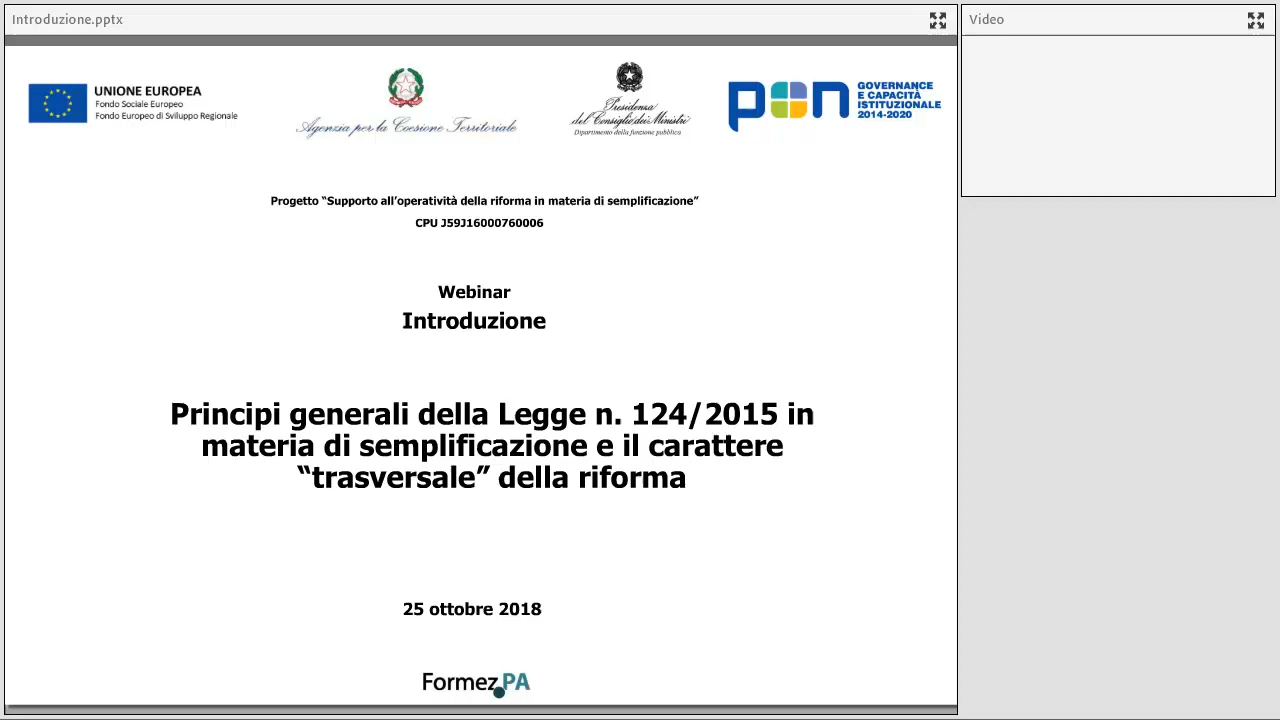 Introduzione.pptx
Video
UNIONE EUROPEA
Fondo Sociale Europeo
Fondo Europeo di Sviluppo Regionale
Agenzia per la Coesione Territoriale
Presidenza
del Consiglio dei Ministri
Dipartimento della funzione pubblica
pon
GOVERNANCE
E CAPACITÀ
ISTITUZIONALE
2014-2020
Progetto “Supporto all’operatività della riforma in materia di semplificazione”
CPU J59J16000760006
Webinar
Introduzione
Principi generali della Legge n. 124/2015 in
materia di semplificazione e il carattere
“trasversale” della riforma
25 ottobre 2018
Formez PA